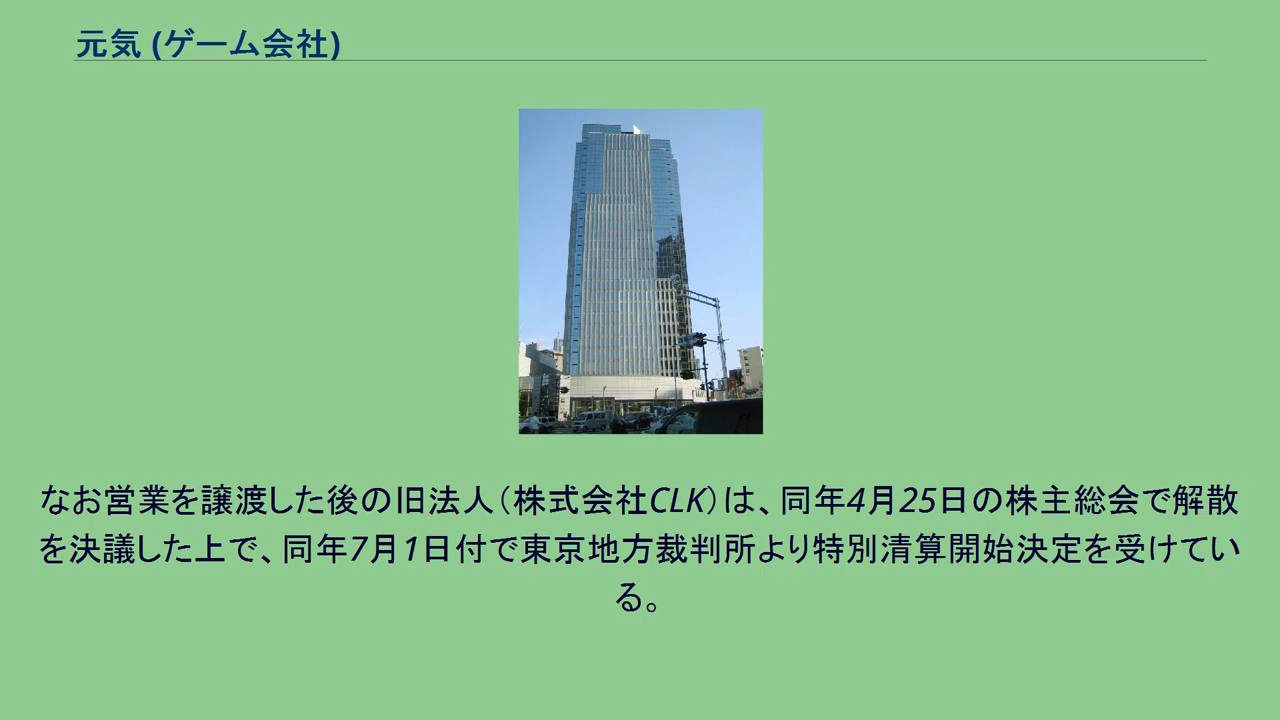 元気 (ゲーム会社)
なお営業を譲渡した後の旧法人（株式会社CLK）は、同年4月25日の株主総会で解散
を決議した上で、同年7月1日付で東京地方裁判所より特別清算開始決定を受けてい
る。